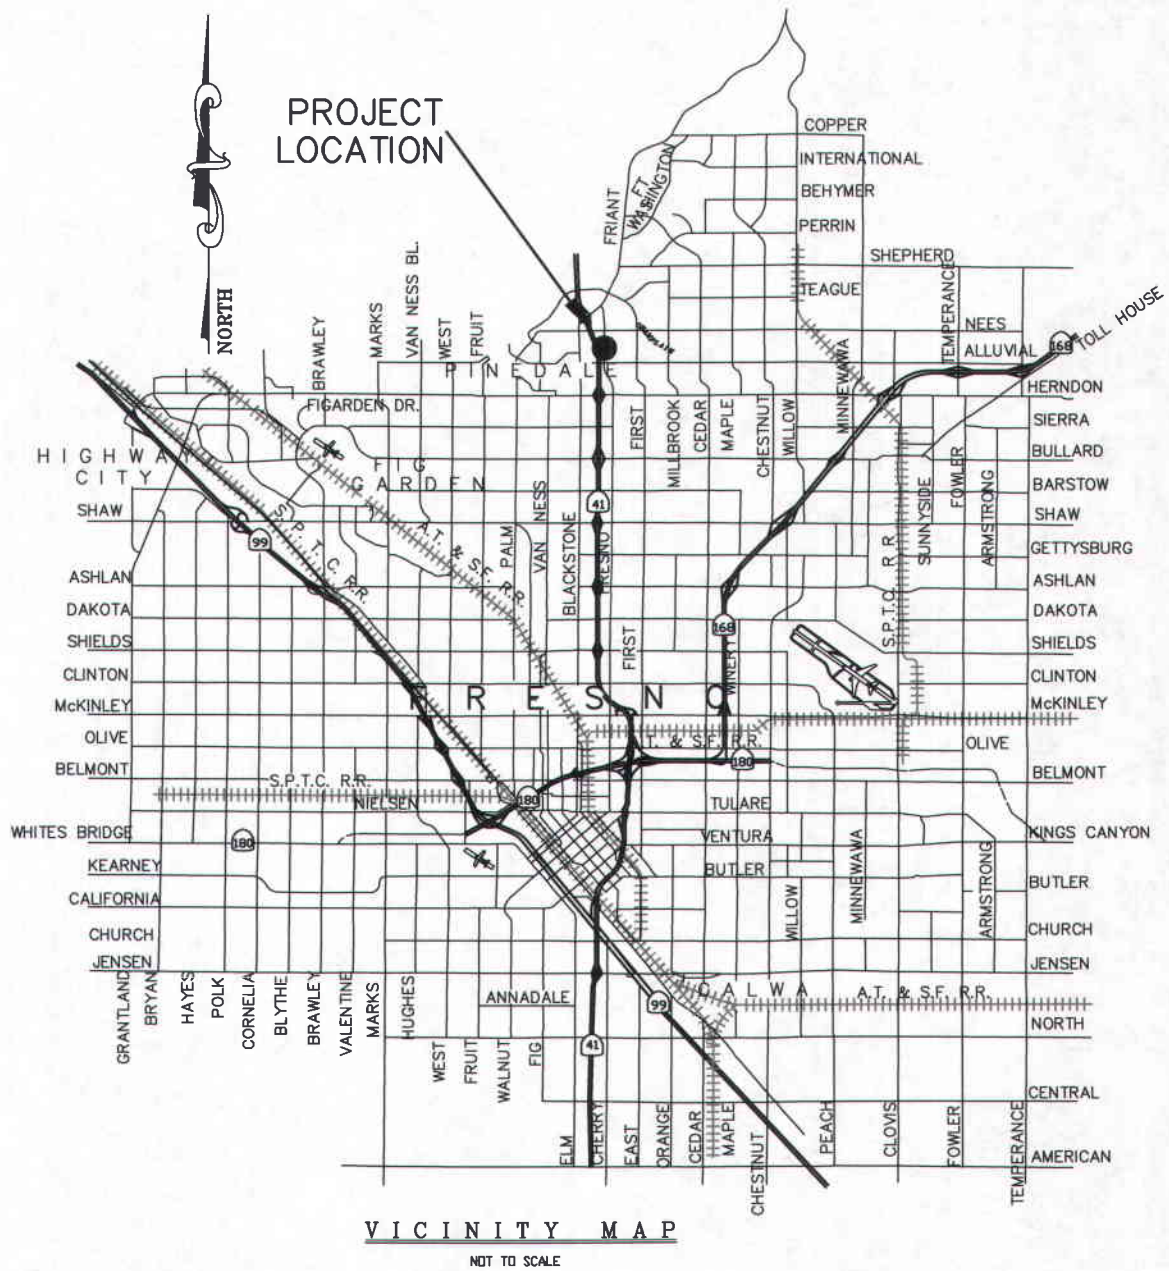 PROJECT
LOCATION
NORTH
COPPER
INTERNATIONAL
BEHYMER
PERRIN
SHEPHERD
TEAGUE
NEES
ALLUVIAL
168
TOLL HOUSE
FRIANT
FT
WASHINGTON
TEMPERANCE
MINNEWAWA
BRAWLEY
MARKS
VAN NESS BL.
WEST
FRUIT
PINEDALE
HERNDON
SIERRA
BULLARD
BARSTOW
SHAW
GETTYSBURG
ASHLAN
DAKOTA
SHIELDS
CLINTON
McKINLEY
OLIVE
BELMONT
KINGS CANYON
BUTLER
CHURCH
JENSEN
NORTH
CENTRAL
AMERICAN
FIGARDEN DR.
FIRST
MILLBROOK
CEDAR
MAPLE
CHESTNUT
WILLOW
HIGHWAY
CITY
FIG
GARDEN
SUNNYSIDE
FOWLER
ARMSTRONG
SHAW
99
S.P.T.C. R.R.
A.T. & S.F. R.R.
PALM
VAN NESS
BLACKSTONE
41
FRESNO
FIRST
168
WINERY
S.P.T.C. R.R.
ASHLAN
DAKOTA
SHIELDS
CLINTON
McKINLEY
OLIVE
BELMONT
WHITES BRIDGE
KEARNEY
CALIFORNIA
CHURCH
JENSEN
FRESNO
A.T. & S.F. R.R.
180
S.P.T.C. R.R.
NIELSEN
180
180
TULARE
VENTURA
BUTLER
WILLOW
MINNEWAWA
ARMSTRONG
CALWA
A.T. & S.F. R.R.
99
ANNADALE
41
GRANTLAND
BRYAN
HAYES
POLK
CORNELIA
BLYTHE
BRAWLEY
VALENTINE
MARKS
HUGHES
WEST
FRUIT
WALNUT
FIG
ELM
CHERRY
EAST
ORANGE
CEDAR
MAPLE
CHESTNUT
PEACH
CLOVIS
FOWLER
TEMPERANCE
VICINITY MAP
NOT TO SCALE